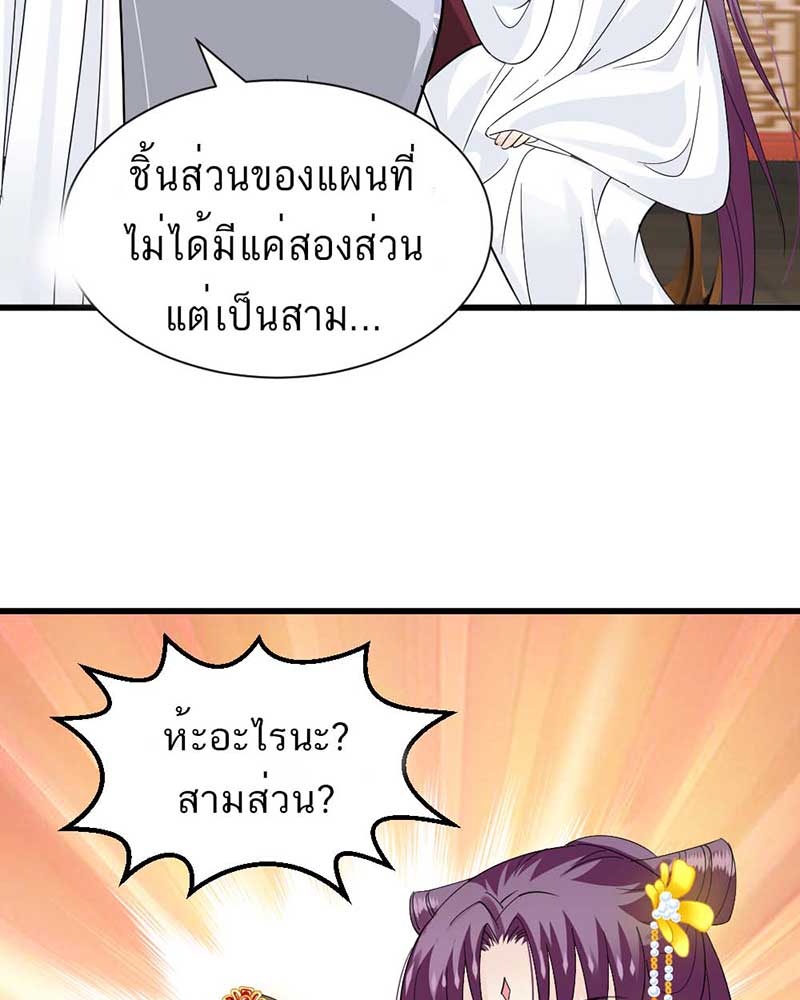 ชิ้นส่วนของแผนที่
ไม่ได้มีแค่สองส่วน
แต่เป็นสาม...
ห้ะอะไรนะ?
สามส่วน?